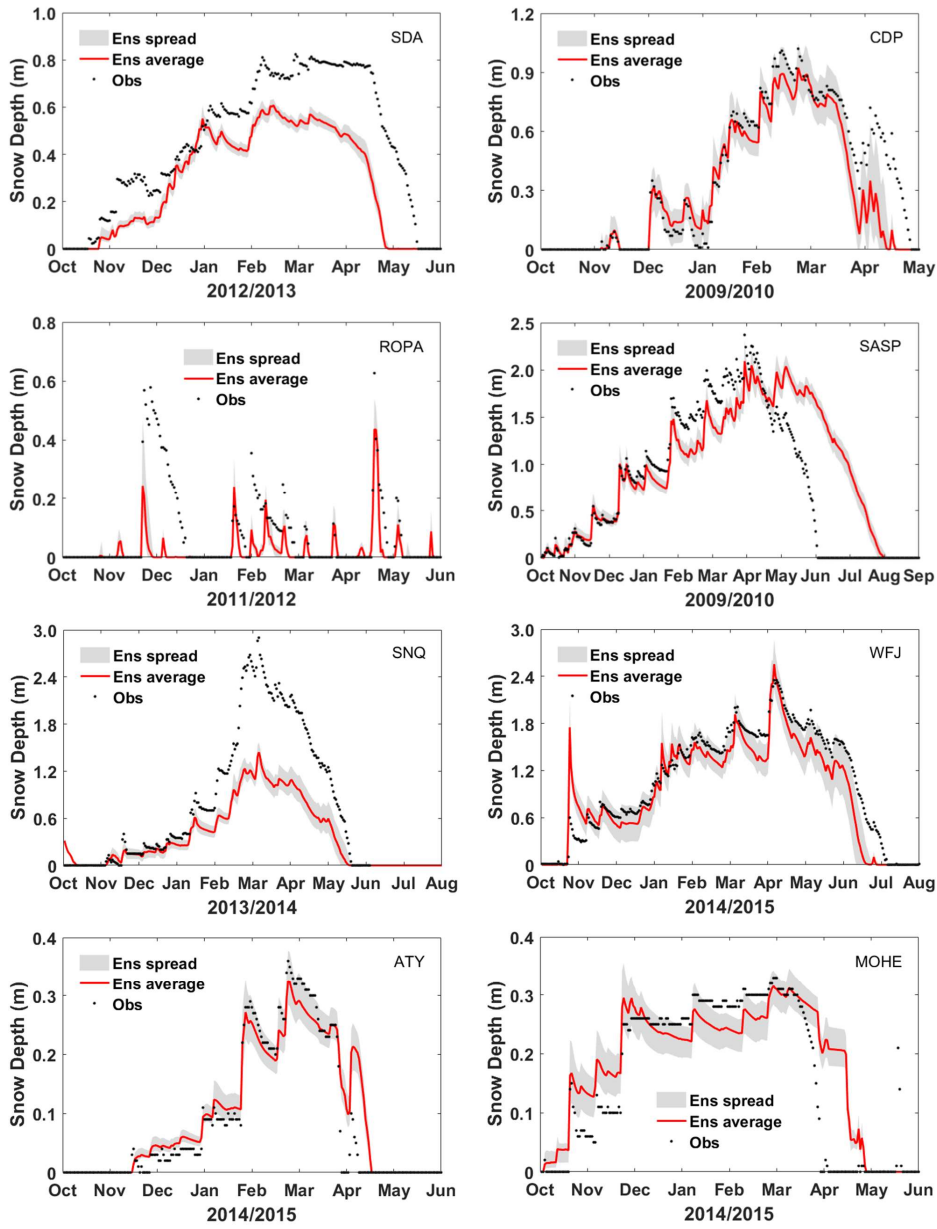 SDA
Ens spread
Ens average
Obs
Snow Depth (m)
1.0
0.8
0.6
0.4
0.2
0
Oct Nov Dec Jan Feb Mar Apr May Jun
2012/2013
CDP
Ens spread
Ens average
Obs
Snow Depth (m)
1.2
0.9
0.6
0.3
0
Oct Nov Dec Jan Feb Mar Apr May
2009/2010
ROPA
Ens spread
Ens average
Obs
Snow Depth (m)
0.8
0.6
0.4
0.2
0
Oct Nov Dec Jan Feb Mar Apr May Jun
2011/2012
SASP
Ens spread
Ens average
Obs
Snow Depth (m)
2.5
2.0
1.5
1.0
0.5
0
Oct Nov Dec Jan Feb Mar Apr May Jun Jul Aug Sep
2009/2010
SNQ
Ens spread
Ens average
Obs
Snow Depth (m)
3.0
2.4
1.8
1.2
0.6
0
Oct Nov Dec Jan Feb Mar Apr May Jun Jul Aug
2013/2014
WFJ
Ens spread
Ens average
Obs
Snow Depth (m)
3.0
2.4
1.8
1.2
0.6
0
Oct Nov Dec Jan Feb Mar Apr May Jun Jul Aug
2014/2015
ATY
Ens spread
Ens average
Obs
Snow Depth (m)
0.4
0.3
0.2
0.1
0
Oct Nov Dec Jan Feb Mar Apr May Jun
2014/2015
MOHE
Ens spread
Ens average
Obs
Snow Depth (m)
0.4
0.3
0.2
0.1
0
Oct Nov Dec Jan Feb Mar Apr May Jun
2014/2015